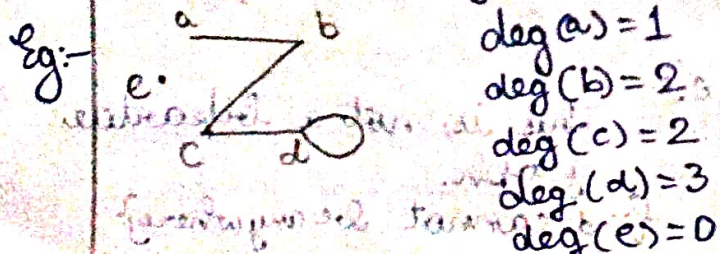 Eg:-
a
b
e
c
d
deg(a)=1
deg(b)=2
deg(c)=2
deg(d)=3
deg(e)=0